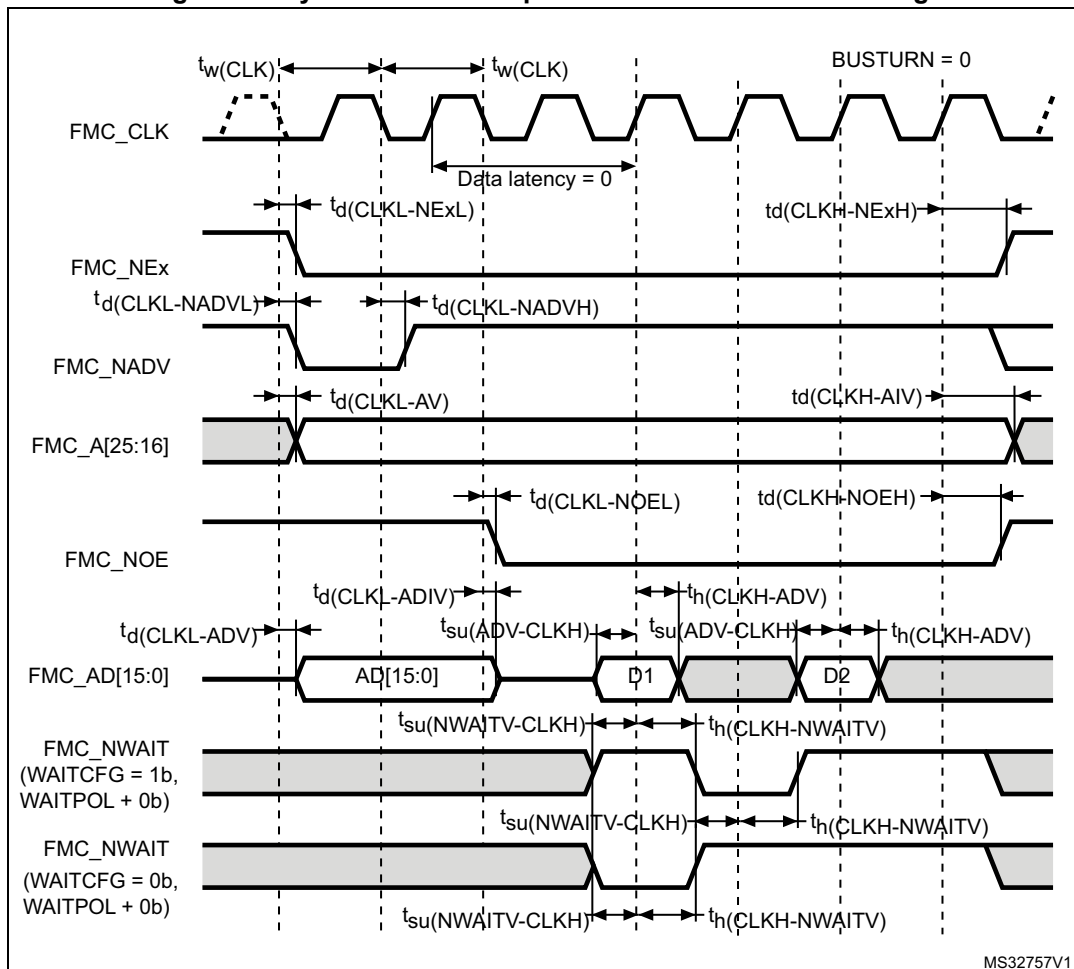 BUSTURN = 0
tw(CLK)
tw(CLK)
FMC_CLK
Data latency = 0
td(CLKL-NExL)
td(CLKH-NExH)
FMC_NEx
td(CLKL-NADVL)
td(CLKL-NADVH)
FMC_NADV
td(CLKL-AV)
td(CLKH-AIV)
FMC_A[25:16]
td(CLKL-NOEL)
td(CLKH-NOEH)
FMC_NOE
td(CLKL-ADIV)
th(CLKH-ADV)
td(CLKL-ADV)
tsu(ADV-CLKH)
tsu(ADV-CLKH)
th(CLKH-ADV)
FMC_AD[15:0]
AD[15:0]
D1
D2
tsu(NWAITV-CLKH)
th(CLKH-NWAITV)
FMC_NWAIT
(WAITCFG = 1b,
WAITPOL + 0b)
tsu(NWAITV-CLKH)
th(CLKH-NWAITV)
FMC_NWAIT
(WAITCFG = 0b,
WAITPOL + 0b)
tsu(NWAITV-CLKH)
th(CLKH-NWAITV)
MS32757V1